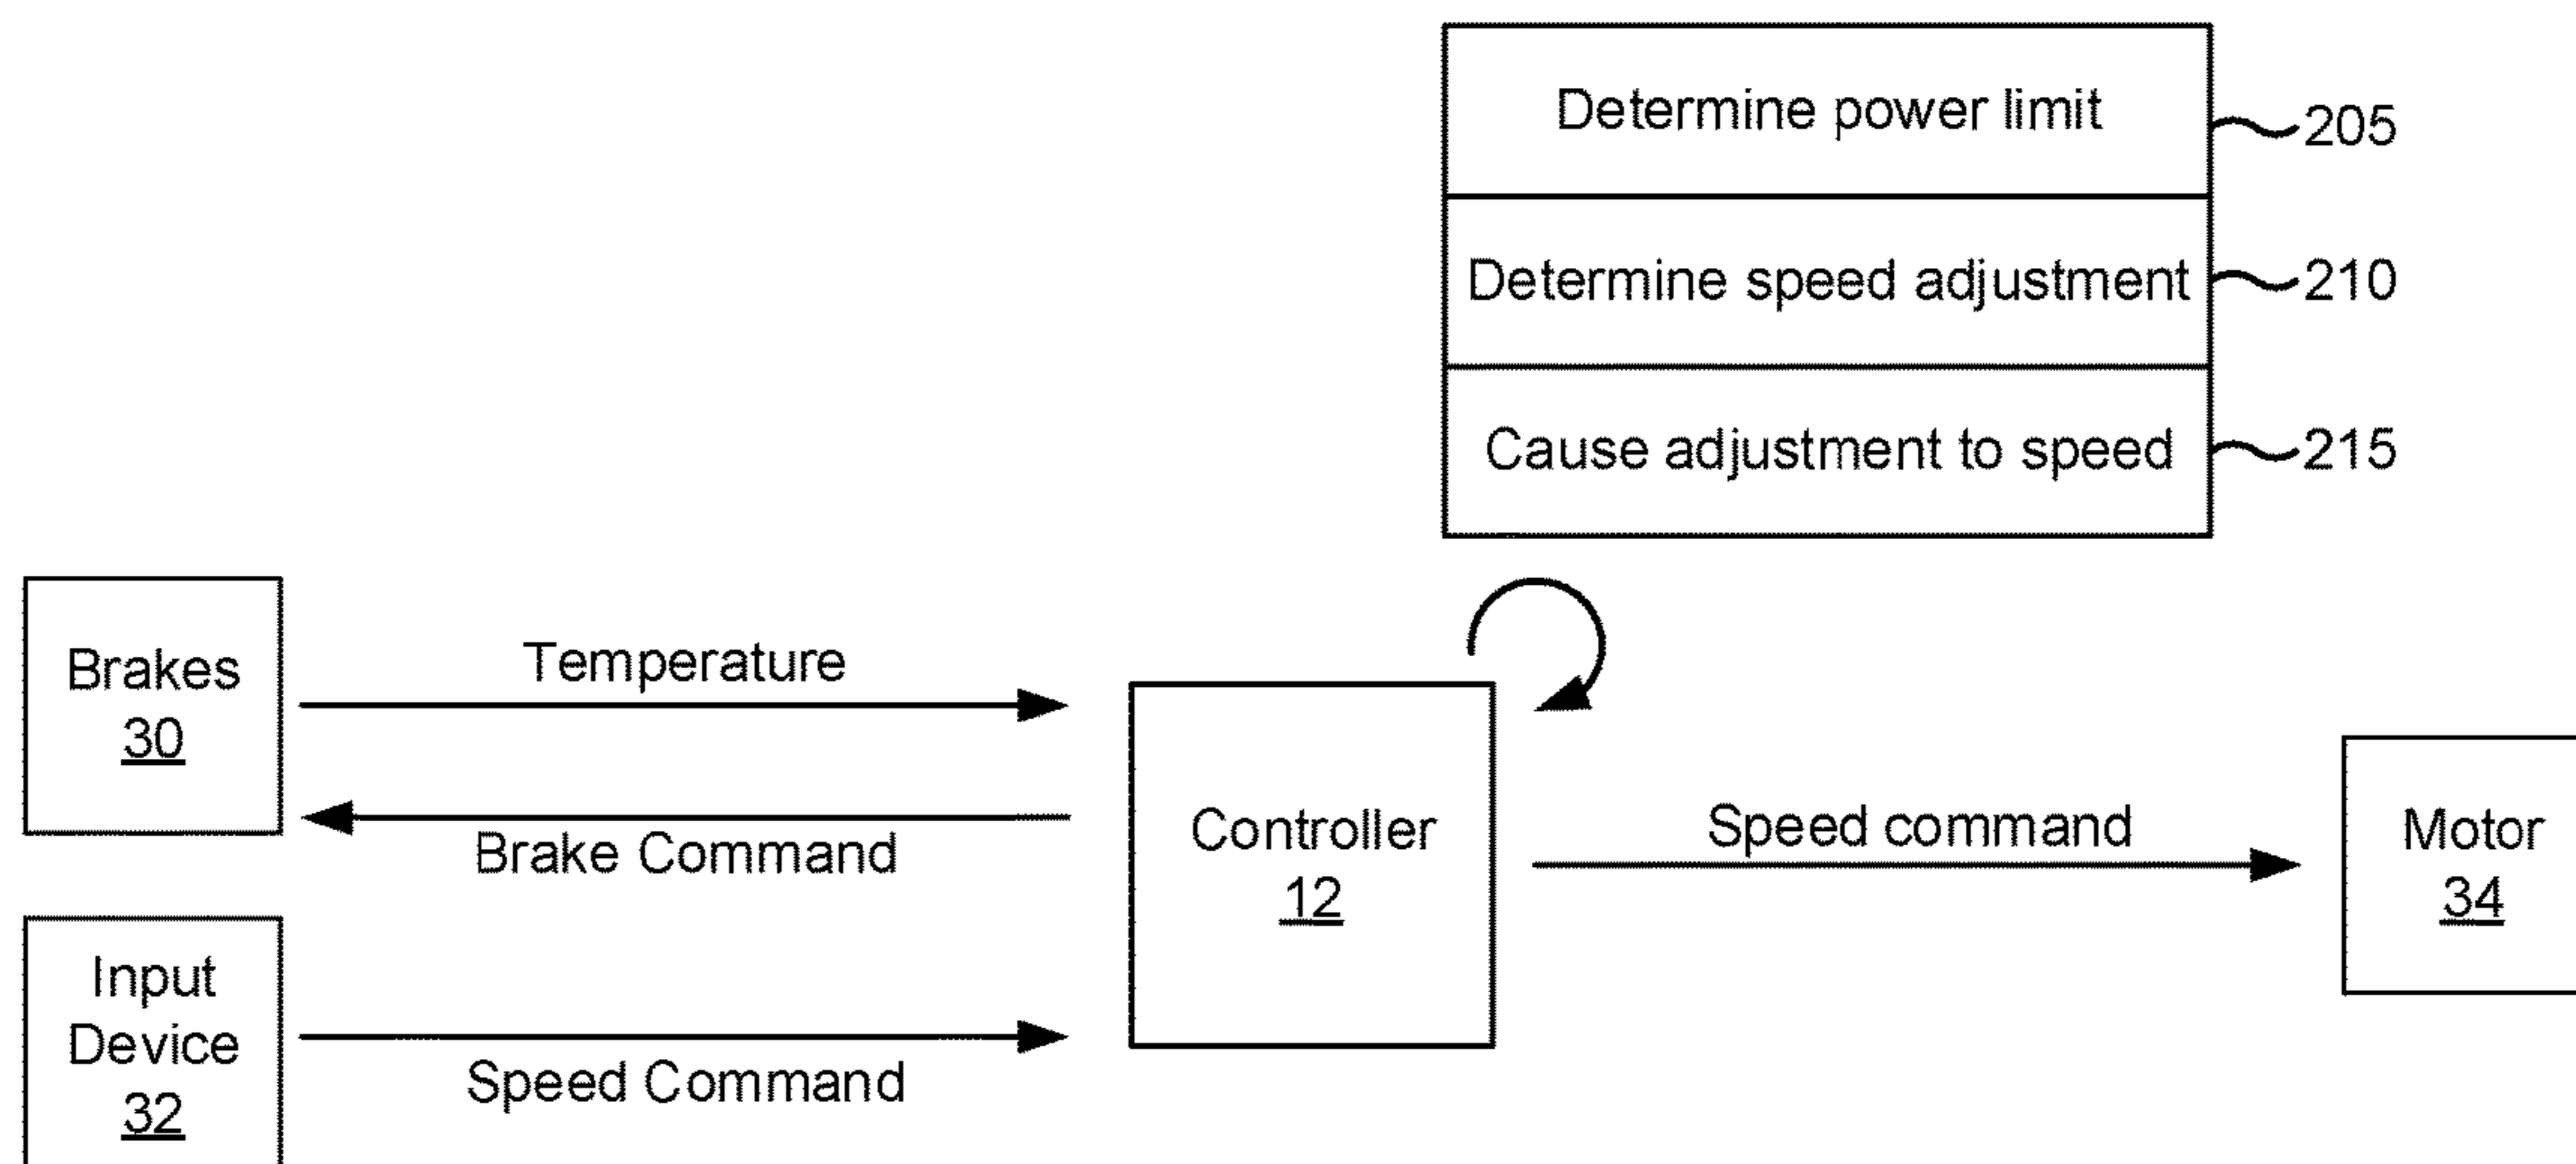 Determine power limit
205
Determine speed adjustment
210
Cause adjustment to speed
215
Brakes
30
Temperature
Brake Command
Input
Device
32
Speed Command
Controller
12
Speed command
Motor
34